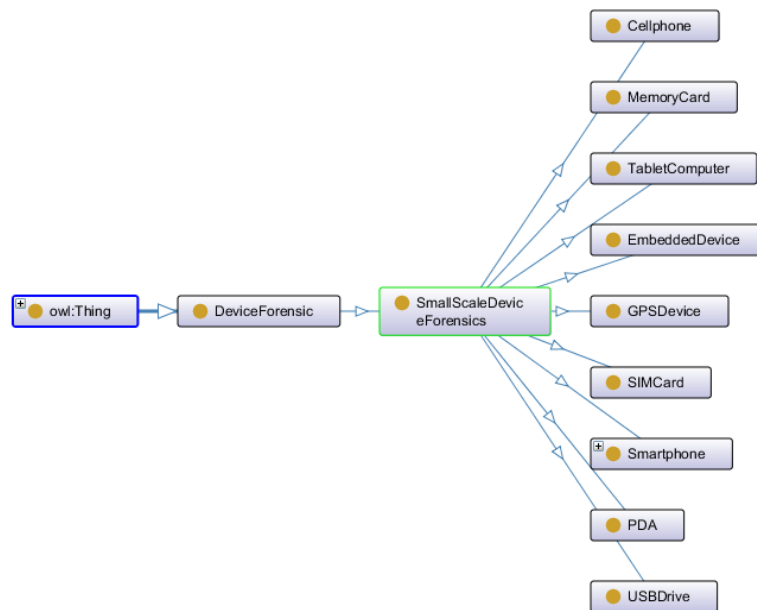 Cellphone
MemoryCard
TabletComputer
EmbeddedDevice
owl:Thing
DeviceForensic
SmallScaleDevic
eForensics
GPSDevice
SIMCard
Smartphone
PDA
USBDrive